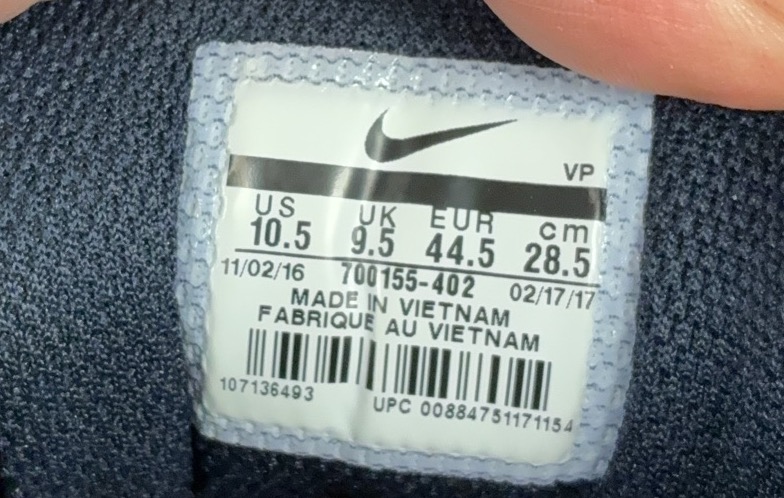 VP
US UK EUR cm
10.5 9.5 44.5 28.5
11/02/16 700155-402 02/17/17
MADE IN VIETNAM
FABRIQUE AU VIETNAM
107136493 UPC 00884751171154